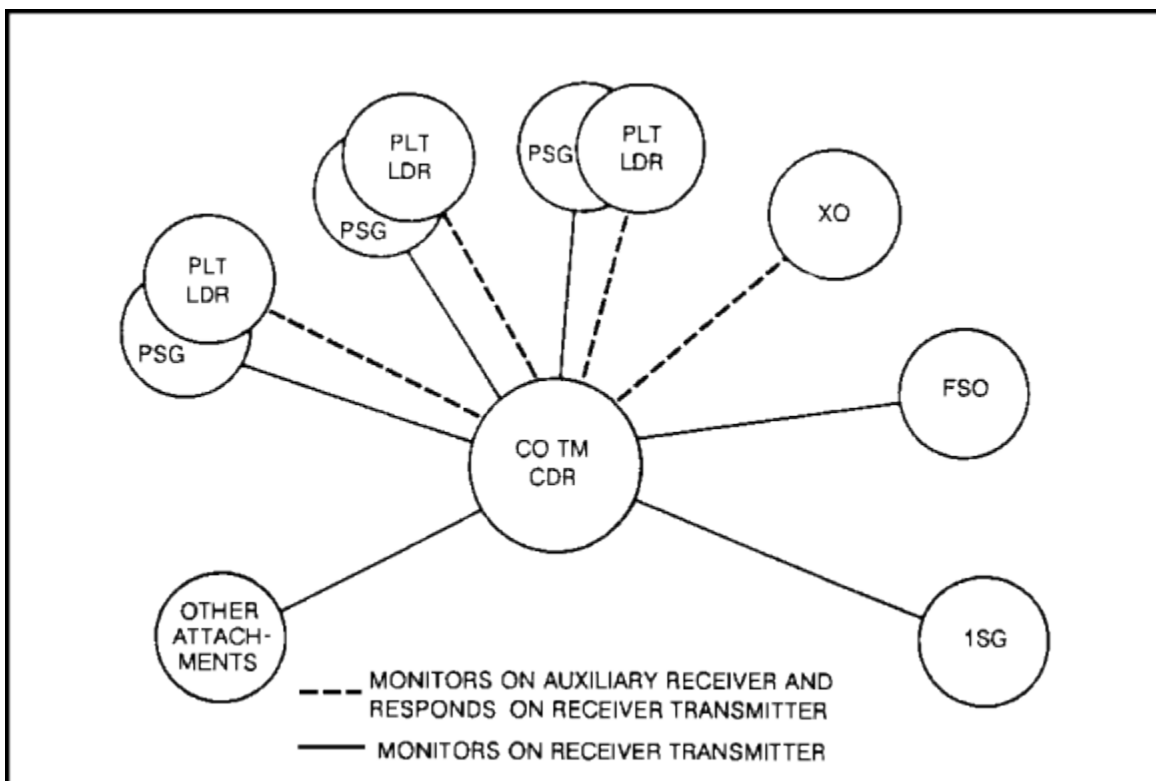 PLT
LDR
PSG
PLT
LDR
PSG
PSG
PLT
LDR
XO
FSO
CO TM
CDR
1SG
OTHER
ATTACH-
MENTS
MONITORS ON AUXILIARY RECEIVER AND
RESPONDS ON RECEIVER TRANSMITTER
MONITORS ON RECEIVER TRANSMITTER